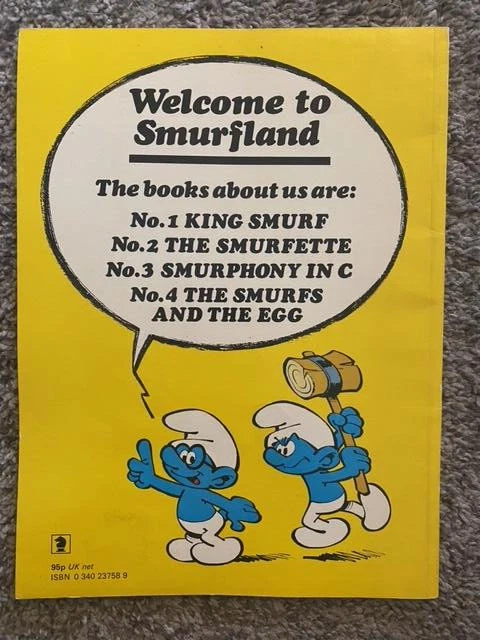 Welcome to
Smurfland
The books about us are:
No.1 KING SMURF
No.2 THE SMURFETTE
No.3 SMURPHONY IN C
No.4 THE SMURFS
AND THE EGG
95p UK net
ISBN 0 340 23758 9